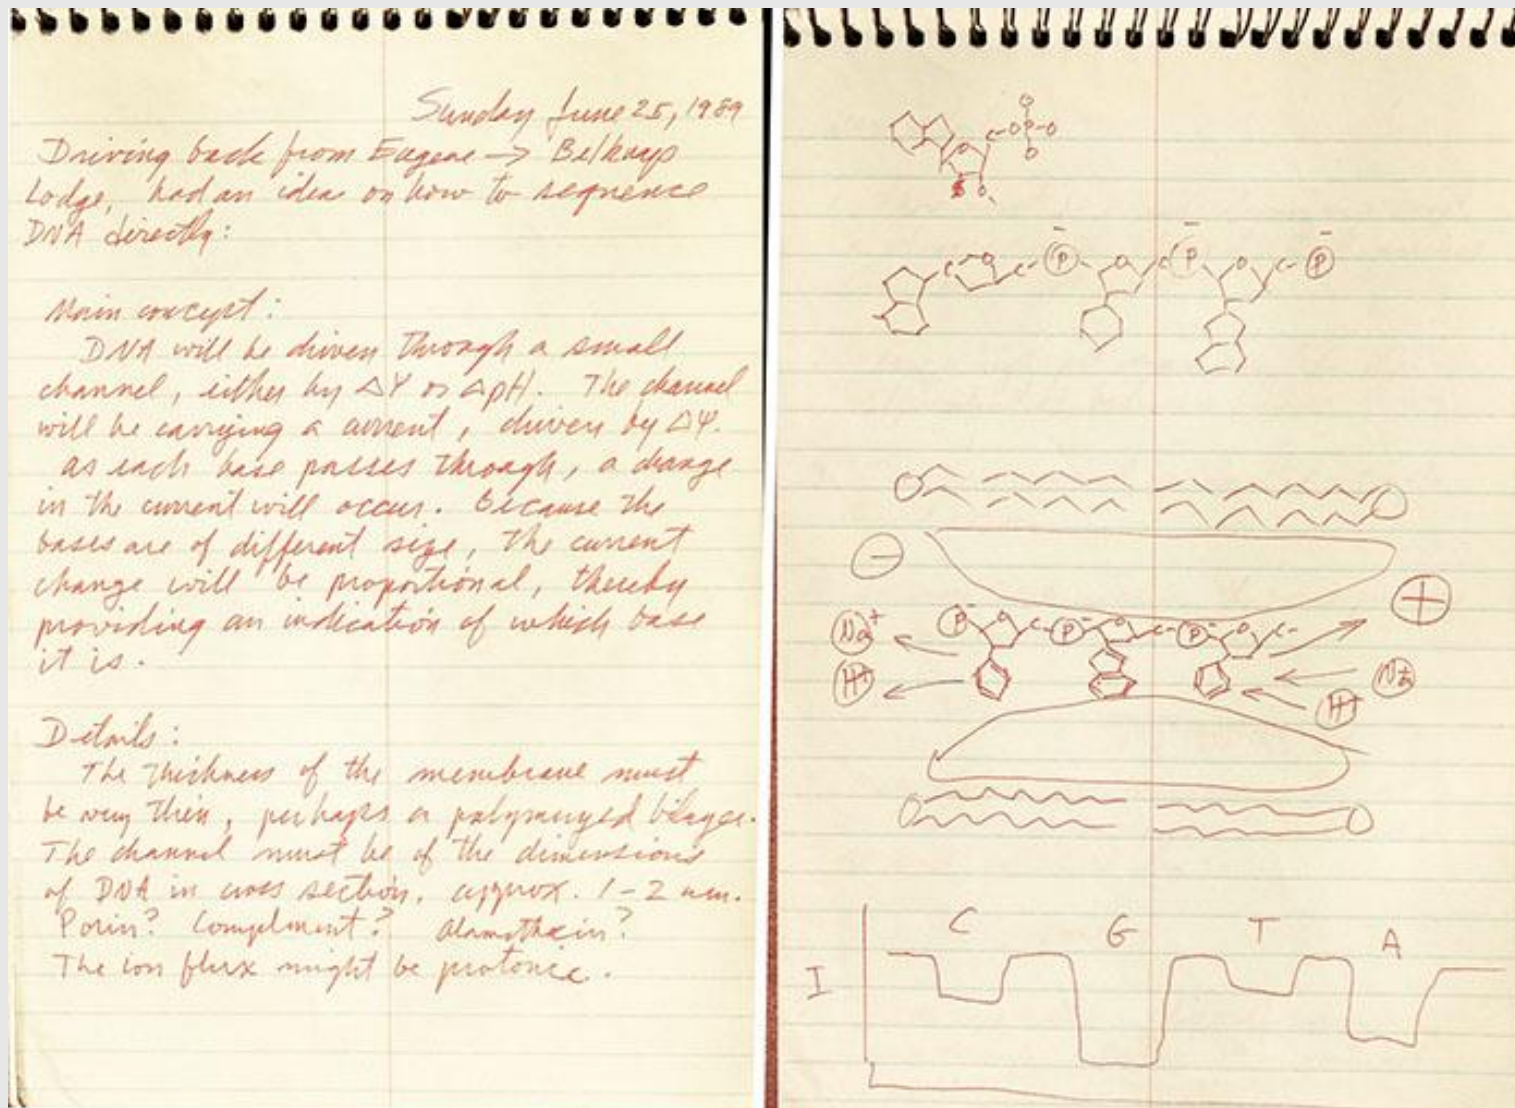 Sunday June 25, 1989
Driving back from Eugene → Belknap
Lodge, had an idea on how to sequence
DNA directly:
Main concept:
DNA will be driven through a small
channel, either by ΔΨ or ΔpH. The channel
will be carrying a current, driven by ΔΨ.
As each base passes through, a change
in the current will occur. Because the
bases are of different size, the current
change will be proportional, thereby
providing an indication of which base
it is.
Details:
The thickness of the membrane must
be very thin, perhaps a polymerized bilayer.
The channel must be of the dimensions
of DNA in cross section, approx. 1-2 nm.
Porin? Complement? Alamethicin?
The ion flux might be protonic.
O
C-O-P-O
O
O
O
C O C- P - O C P - O C- P -
- +
Na+ P - O C- P - O C- P - O C-
H+ Na+
H+
C G T A
I